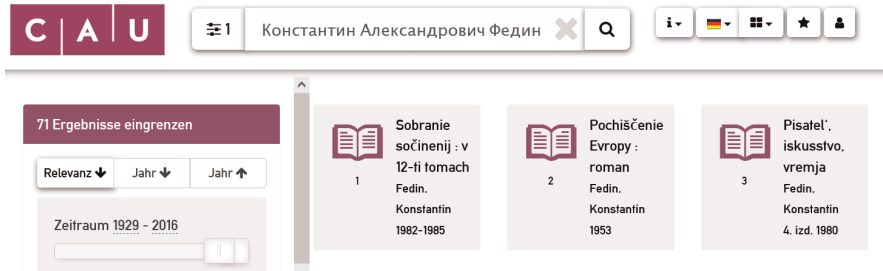 C A U
1
Константин Александрович Федин
71 Ergebnisse eingrenzen
Relevanz
Jahr
Jahr
Zeitraum 1929 - 2016
1
Sobranie
sočinenij : v
12-ti tomach
Fedin,
Konstantin
1982-1985
2
Pochiščenie
Evropy :
roman
Fedin,
Konstantin
1953
3
Pisatel',
iskusstvo,
vremja
Fedin,
Konstantin
4. izd. 1980